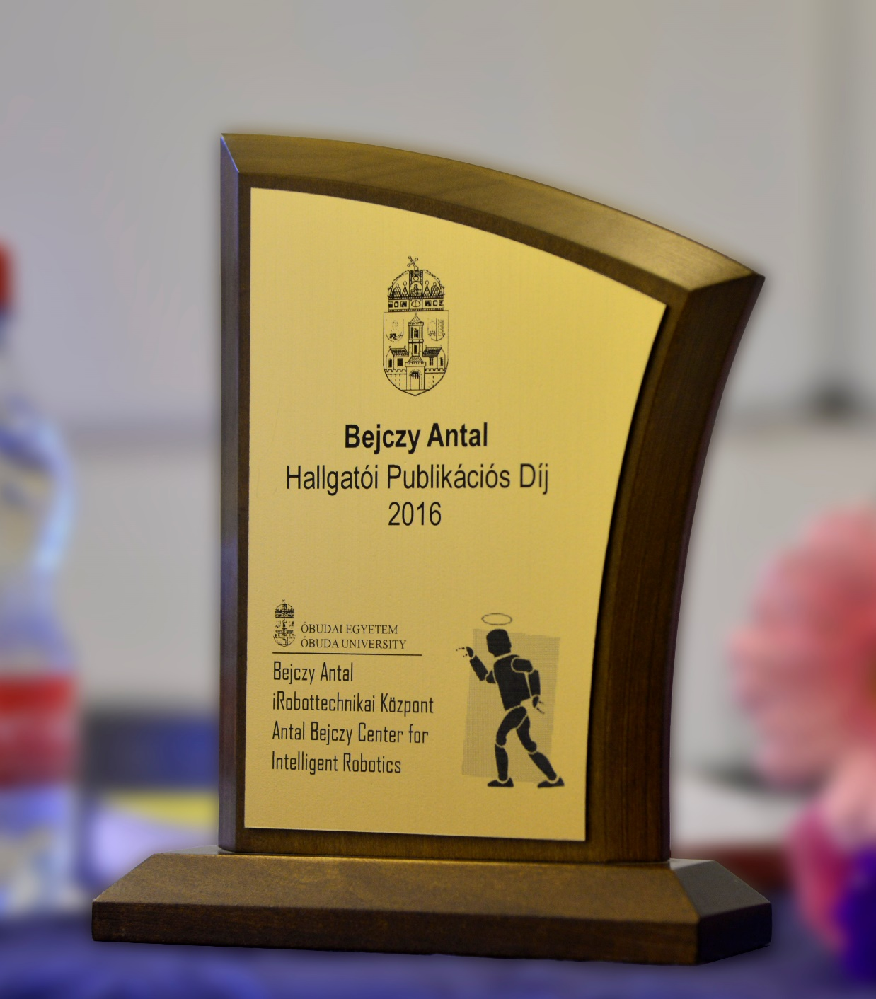 Bejczy Antal
Hallgatói Publikációs Díj
2016
ÓBUDAI EGYETEM
ÓBUDA UNIVERSITY
Bejczy Antal
iRobottechnikai Központ
Antal Bejczy Center for
Intelligent Robotics